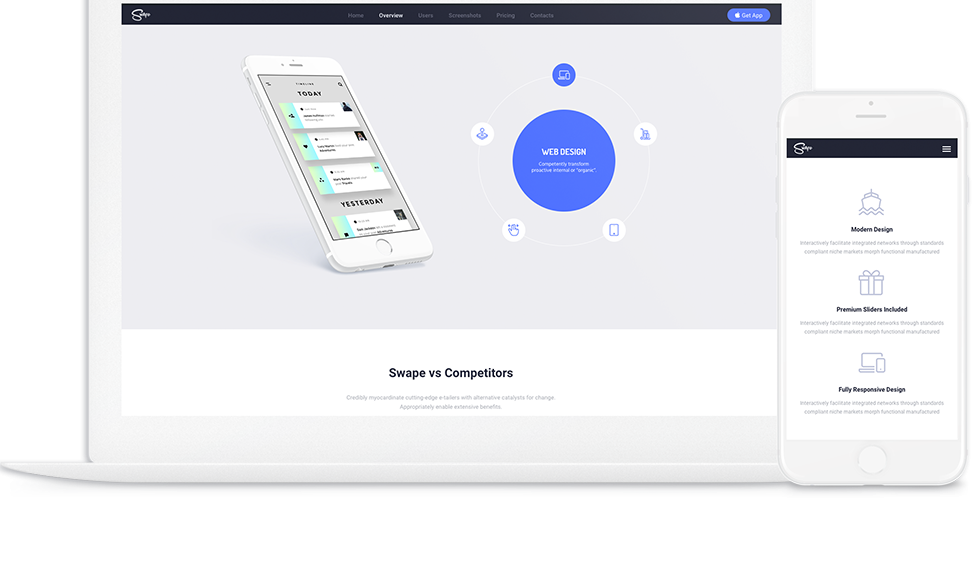 Swape
Home Overview Users Screenshots Pricing Contacts
Get App
TIMELINE
TODAY
YESTERDAY
WEB DESIGN
Competently transform
proactive internal or "organic".
Swape vs Competitors
Credibly myocardinate cutting-edge e-tailers with alternative catalysts for change.
Appropriately enable extensive benefits.
Swape
Modern Design
Interactively facilitate integrated networks through standards
compliant niche markets morph functional manufactured
Premium Sliders Included
Interactively facilitate integrated networks through standards
compliant niche markets morph functional manufactured
Fully Responsive Design
Interactively facilitate integrated networks through standards
compliant niche markets morph functional manufactured